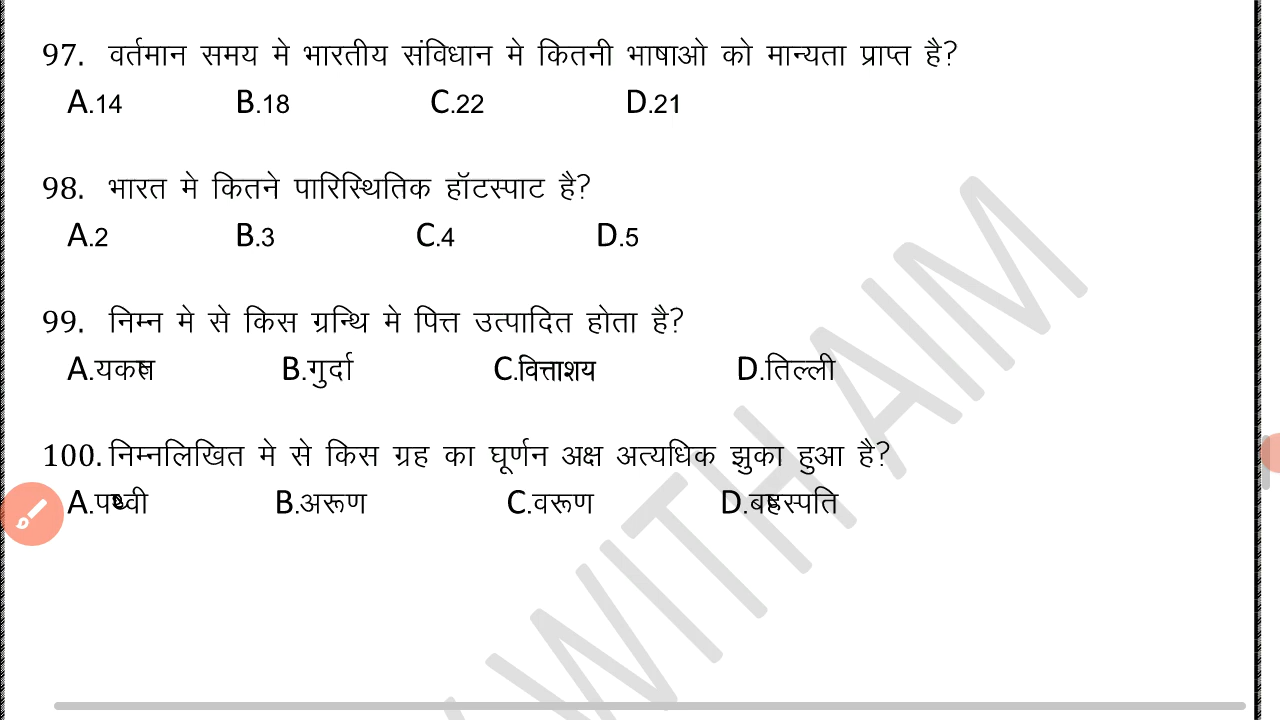 97. वर्तमान समय मे भारतीय संविधान मे कितनी भाषाओ को मान्यता प्राप्त है?
A.14 B.18 C.22 D.21
98. भारत मे कितने पारिस्थितिक हॉटस्पाट है?
A.2 B.3 C.4 D.5
99. निम्न मे से किस ग्रन्थि मे पित्त उत्पादित होता है?
A.यकृत B.गुर्दा C.वित्ताशय D.तिल्ली
100. निम्नलिखित मे से किस ग्रह का घूर्णन अक्ष अत्यधिक झुका हुआ है?
A.पृथ्वी B.अरूण C.वरूण D.बृहस्पति
WITH AIM